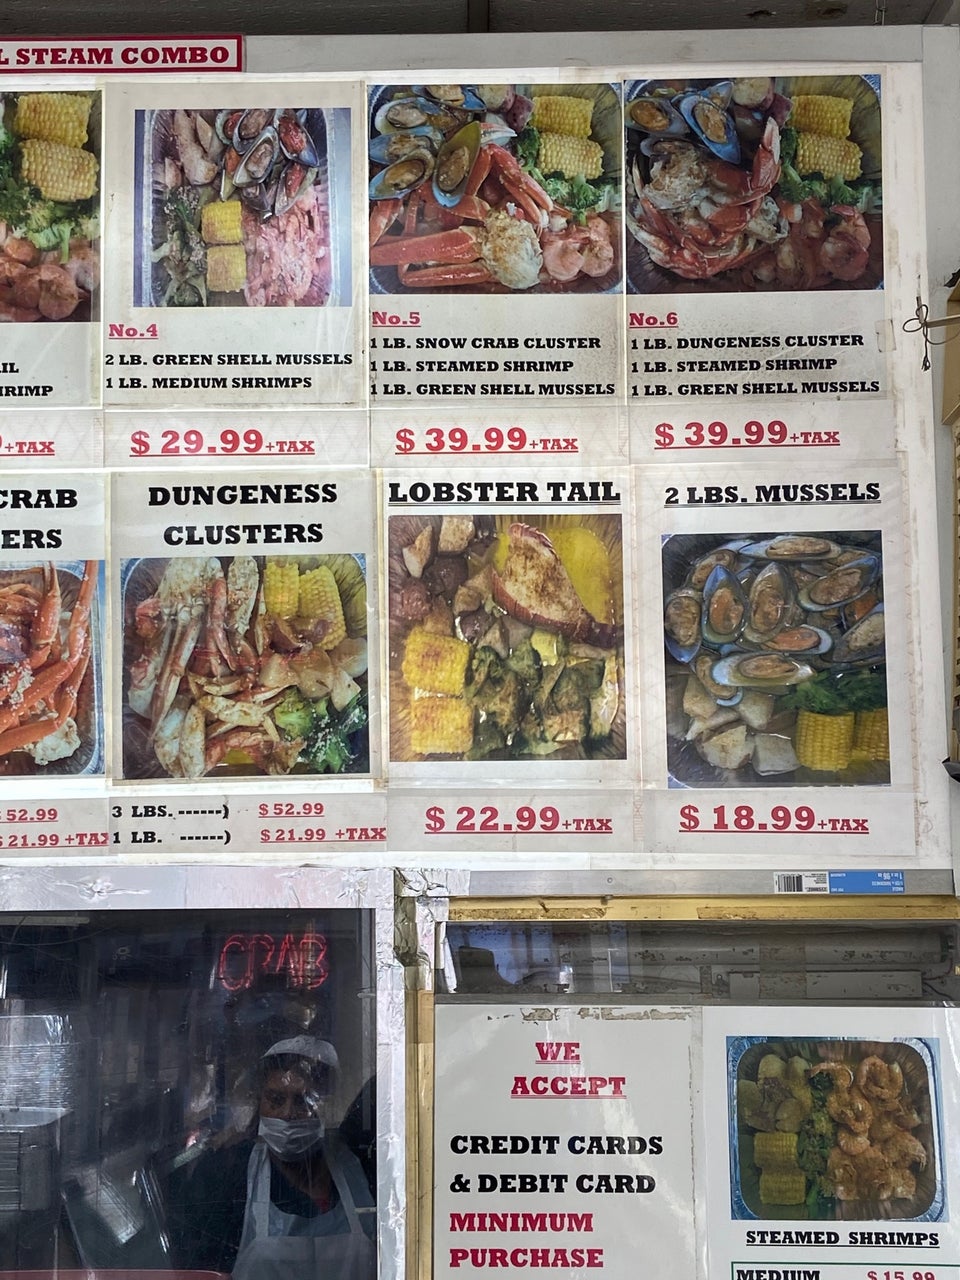 L STEAM COMBO
No.4
2 LB. GREEN SHELL MUSSELS
1 LB. MEDIUM SHRIMPS
No.5
1 LB. SNOW CRAB CLUSTER
1 LB. STEAMED SHRIMP
1 LB. GREEN SHELL MUSSELS
No.6
1 LB. DUNGENESS CLUSTER
1 LB. STEAMED SHRIMP
1 LB. GREEN SHELL MUSSELS
+TAX
$ 29.99+TAX
$ 39.99+TAX
$ 39.99+TAX
CRAB
ERS
DUNGENESS
CLUSTERS
LOBSTER TAIL
2 LBS. MUSSELS
52.99
$ 21.99 +TAX
3 LBS. ------) $ 52.99
1 LB. ------) $ 21.99 +TAX
$ 22.99+TAX
$ 18.99+TAX
CRAB
WE
ACCEPT
CREDIT CARDS
& DEBIT CARD
MINIMUM
PURCHASE
STEAMED SHRIMPS
MEDIUM $ 15.99